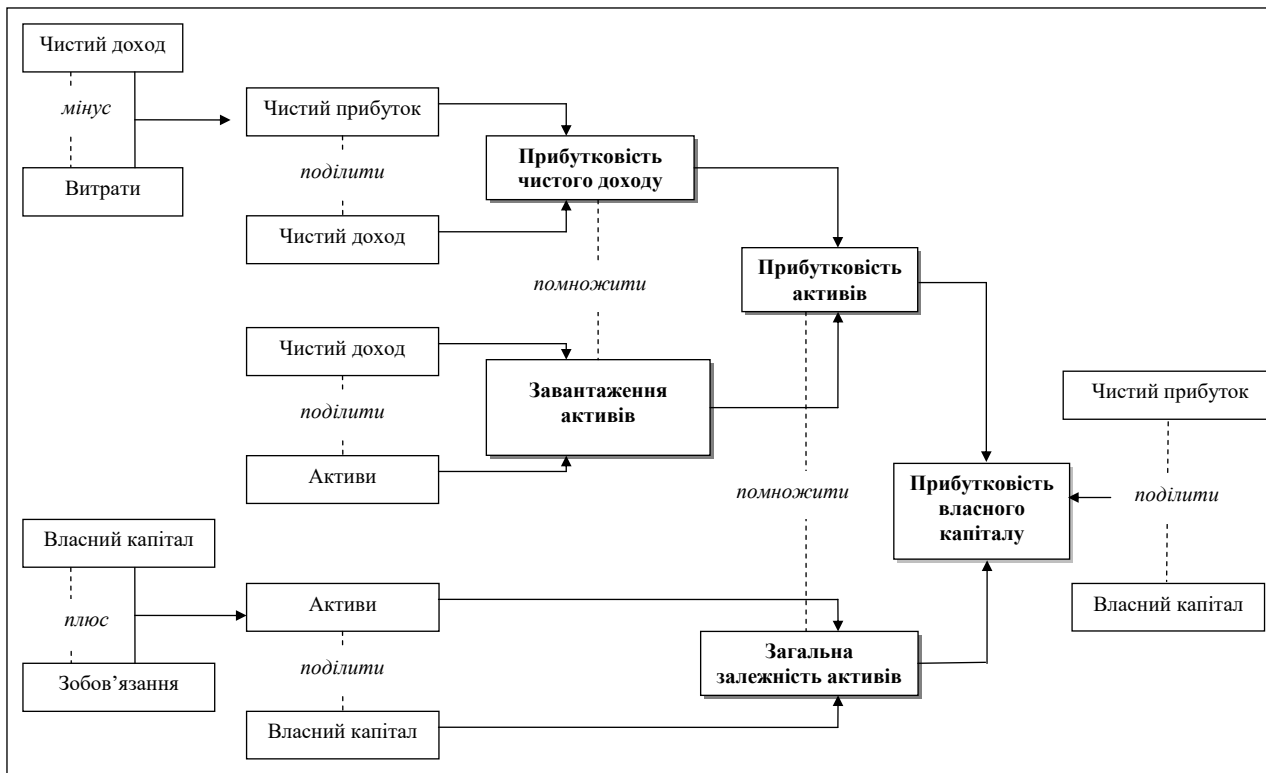 Чистий доход
мінус
Витрати
Чистий прибуток
поділити
Чистий доход
Прибутковість
чистого доходу
помножити
Чистий доход
поділити
Активи
Завантаження
активів
Прибутковість
активів
помножити
Власний капітал
плюс
Зобов’язання
Активи
поділити
Власний капітал
Загальна
залежність активів
Прибутковість
власного
капіталу
Чистий прибуток
поділити
Власний капітал